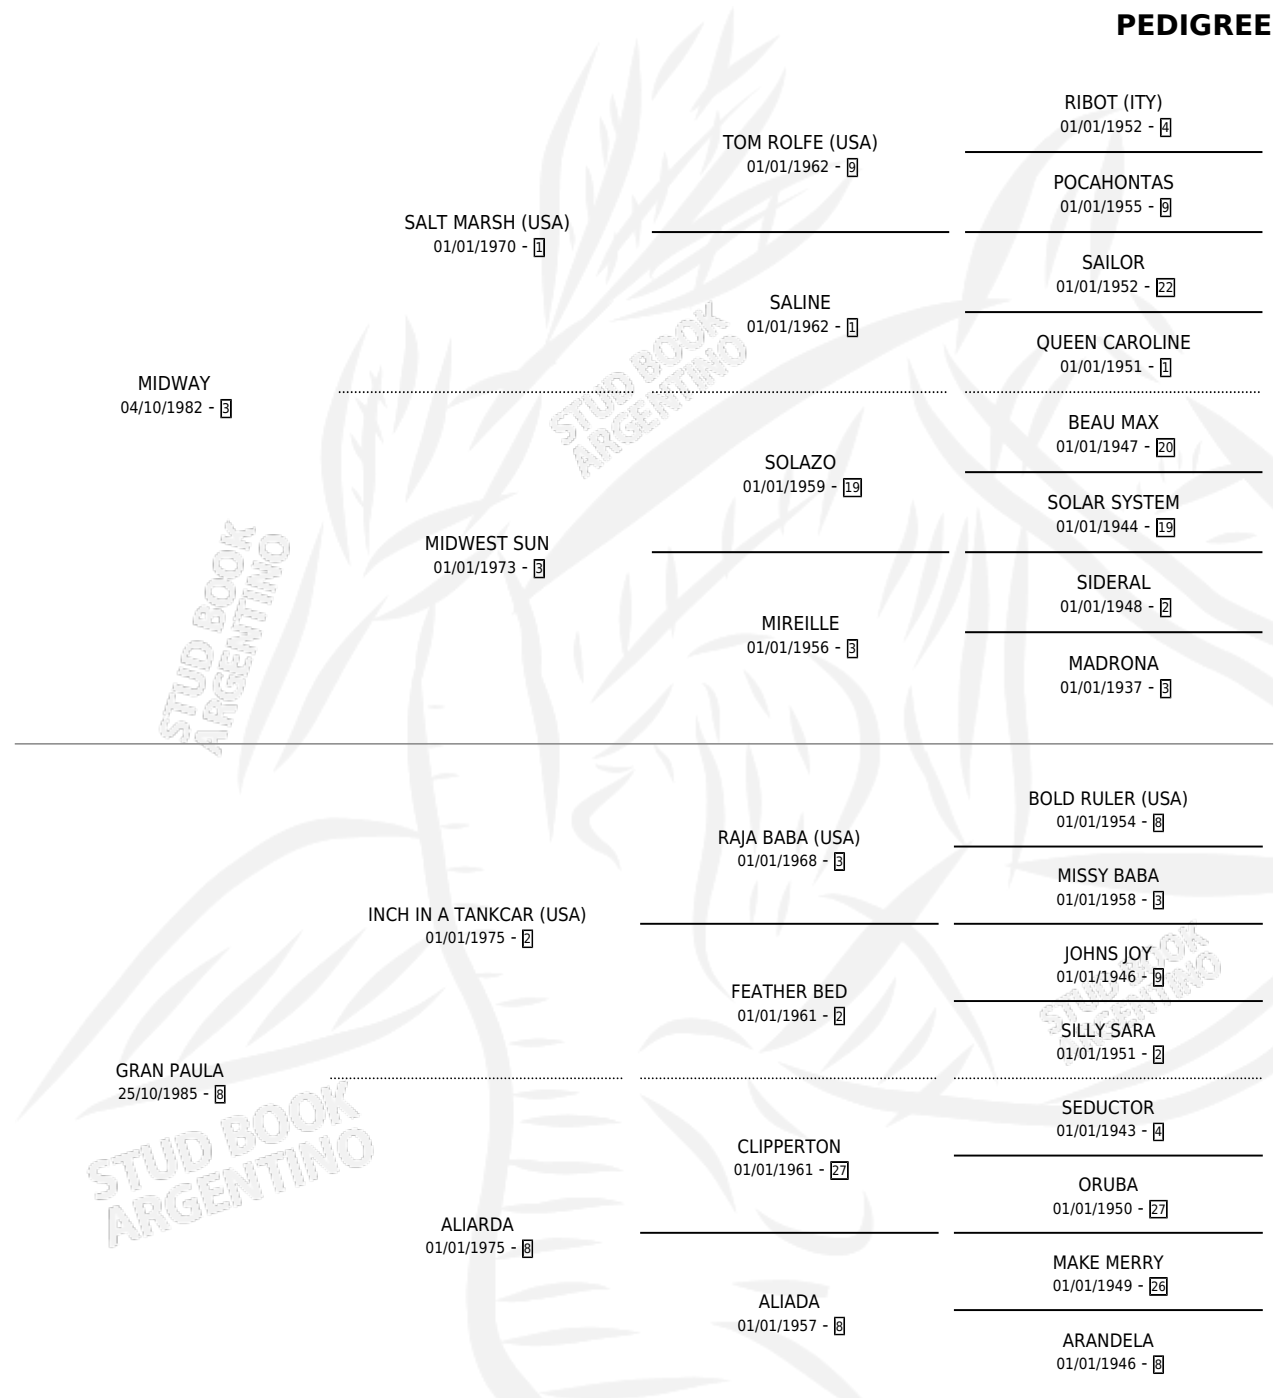 PEDIGREE
RIBOT (ITY)
01/01/1952 - 4
TOM ROLFE (USA)
01/01/1962 - 9
POCAHONTAS
01/01/1955 - 9
SALT MARSH (USA)
01/01/1970 - 1
SAILOR
01/01/1952 - 22
SALINE
01/01/1962 - 1
QUEEN CAROLINE
01/01/1951 - 1
MIDWAY
04/10/1982 - 3
BEAU MAX
01/01/1947 - 20
SOLAZO
01/01/1959 - 19
SOLAR SYSTEM
01/01/1944 - 19
MIDWEST SUN
01/01/1973 - 3
SIDERAL
01/01/1948 - 2
MIREILLE
01/01/1956 - 3
MADRONA
01/01/1937 - 3
BOLD RULER (USA)
01/01/1954 - 8
RAJA BABA (USA)
01/01/1968 - 3
MISSY BABA
01/01/1958 - 3
INCH IN A TANKCAR (USA)
01/01/1975 - 2
JOHNS JOY
01/01/1946 - 9
FEATHER BED
01/01/1961 - 2
SILLY SARA
01/01/1951 - 2
GRAN PAULA
25/10/1985 - 8
SEDUCTOR
01/01/1943 - 4
CLIPPERTON
01/01/1961 - 27
ORUBA
01/01/1950 - 27
ALIARDA
01/01/1975 - 8
MAKE MERRY
01/01/1949 - 26
ALIADA
01/01/1957 - 8
ARANDELA
01/01/1946 - 8
STUD BOOK
ARGENTINO
STUD BOOK
ARGENTINO
STUD BOOK
ARGENTINO
STUD BOOK
ARGENTINO